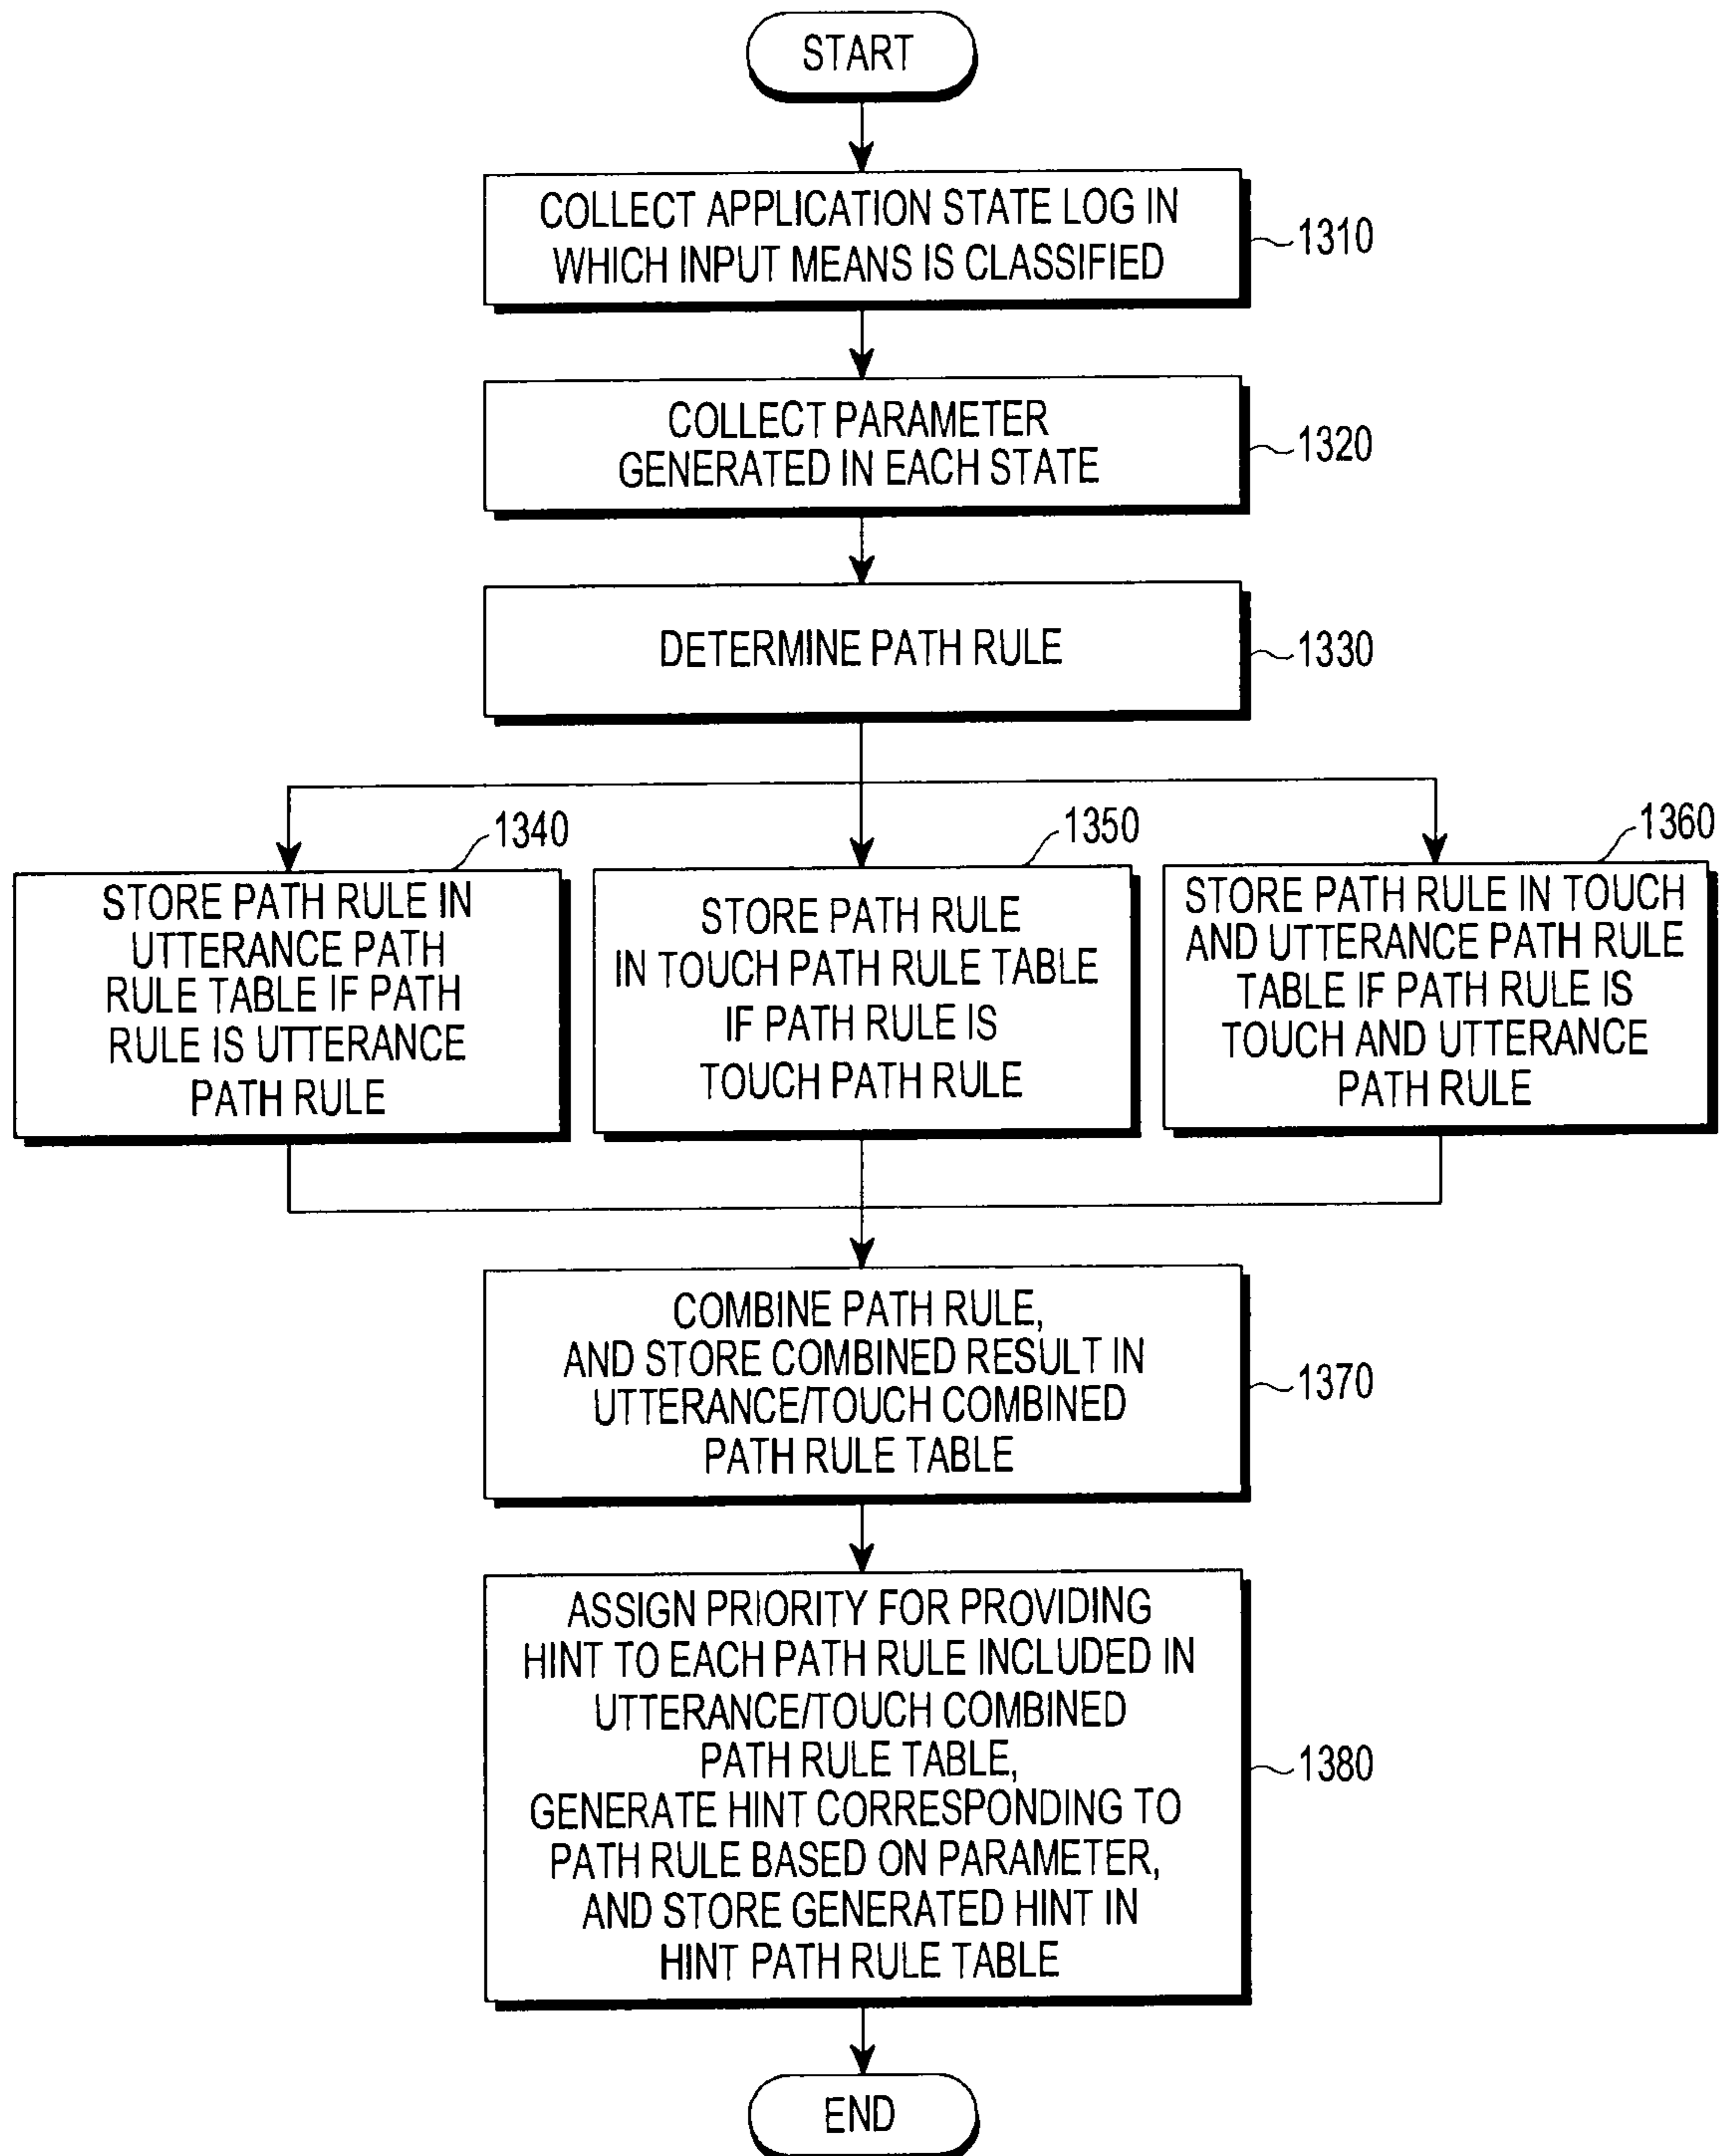 START
COLLECT APPLICATION STATE LOG IN
WHICH INPUT MEANS IS CLASSIFIED
1310
COLLECT PARAMETER
GENERATED IN EACH STATE
1320
DETERMINE PATH RULE
1330
1340
STORE PATH RULE IN
UTTERANCE PATH
RULE TABLE IF PATH
RULE IS UTTERANCE
PATH RULE
1350
STORE PATH RULE
IN TOUCH PATH RULE TABLE
IF PATH RULE IS
TOUCH PATH RULE
1360
STORE PATH RULE IN TOUCH
AND UTTERANCE PATH RULE
TABLE IF PATH RULE IS
TOUCH AND UTTERANCE
PATH RULE
COMBINE PATH RULE,
AND STORE COMBINED RESULT IN
UTTERANCE/TOUCH COMBINED
PATH RULE TABLE
1370
ASSIGN PRIORITY FOR PROVIDING
HINT TO EACH PATH RULE INCLUDED IN
UTTERANCE/TOUCH COMBINED
PATH RULE TABLE,
GENERATE HINT CORRESPONDING TO
PATH RULE BASED ON PARAMETER,
AND STORE GENERATED HINT IN
HINT PATH RULE TABLE
1380
END